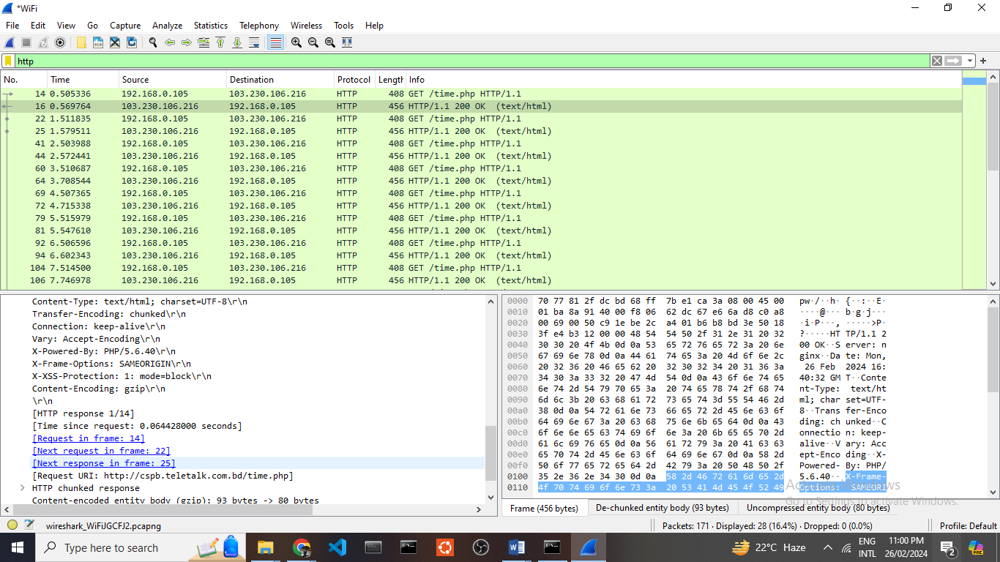 *WiFi
File Edit View Go Capture Analyze Statistics Telephony Wireless Tools Help
http
No. Time Source Destination Protocol Length Info
14 0.505336 192.168.0.105 103.230.106.216 HTTP 408 GET /time.php HTTP/1.1
16 0.569764 103.230.106.216 192.168.0.105 HTTP 456 HTTP/1.1 200 OK (text/html)
22 1.511835 192.168.0.105 103.230.106.216 HTTP 408 GET /time.php HTTP/1.1
25 1.579511 103.230.106.216 192.168.0.105 HTTP 456 HTTP/1.1 200 OK (text/html)
41 2.503988 192.168.0.105 103.230.106.216 HTTP 408 GET /time.php HTTP/1.1
44 2.572441 103.230.106.216 192.168.0.105 HTTP 456 HTTP/1.1 200 OK (text/html)
60 3.510687 192.168.0.105 103.230.106.216 HTTP 408 GET /time.php HTTP/1.1
64 3.708544 103.230.106.216 192.168.0.105 HTTP 456 HTTP/1.1 200 OK (text/html)
69 4.507365 192.168.0.105 103.230.106.216 HTTP 408 GET /time.php HTTP/1.1
72 4.715338 103.230.106.216 192.168.0.105 HTTP 456 HTTP/1.1 200 OK (text/html)
79 5.515979 192.168.0.105 103.230.106.216 HTTP 408 GET /time.php HTTP/1.1
81 5.547610 103.230.106.216 192.168.0.105 HTTP 456 HTTP/1.1 200 OK (text/html)
92 6.506596 192.168.0.105 103.230.106.216 HTTP 408 GET /time.php HTTP/1.1
94 6.602343 103.230.106.216 192.168.0.105 HTTP 456 HTTP/1.1 200 OK (text/html)
104 7.514500 192.168.0.105 103.230.106.216 HTTP 408 GET /time.php HTTP/1.1
106 7.746978 103.230.106.216 192.168.0.105 HTTP 456 HTTP/1.1 200 OK (text/html)
Content-Type: text/html; charset=UTF-8\r\n
Transfer-Encoding: chunked\r\n
Connection: keep-alive\r\n
Vary: Accept-Encoding\r\n
X-Powered-By: PHP/5.6.40\r\n
X-Frame-Options: SAMEORIGIN\r\n
X-XSS-Protection: 1: mode=block\r\n
Content-Encoding: gzip\r\n
\r\n
[HTTP response 1/14]
[Time since request: 0.064428000 seconds]
[Request in frame: 14]
[Next request in frame: 22]
[Next response in frame: 25]
[Request URI: http://cspb.teletalk.com.bd/time.php]
HTTP chunked response
Content-encoded entity body (gzip): 93 bytes -> 80 bytes
0000 70 77 81 2f dc bd 68 ff 7b e1 ca 3a 08 00 45 00 pw·/··h· {··:··E·
0010 01 ba 8a 91 40 00 f8 06 62 dc 67 e6 6a d8 c0 a8 ····@··· b·g·j···
0020 00 69 00 50 c9 1e be 2c a4 01 b6 b8 bd 3e 50 18 ·i·P···, ·····>P·
0030 3f e4 b3 12 00 00 48 54 54 50 2f 31 2e 31 20 32 ?·····HT TP/1.1 2
0040 30 30 20 4f 4b 0d 0a 53 65 72 76 65 72 3a 20 6e 00 OK··S erver: n
0050 67 69 6e 78 0d 0a 44 61 74 65 3a 20 4d 6f 6e 2c ginx··Da te: Mon,
0060 20 32 36 20 46 65 62 20 32 30 32 34 20 31 36 3a 26 Feb 2024 16:
0070 34 30 3a 33 32 20 47 4d 54 0d 0a 43 6f 6e 74 65 40:32 GM T··Conte
0080 6e 74 2d 54 79 70 65 3a 20 74 65 78 74 2f 68 74 nt-Type: text/ht
0090 6d 6c 3b 20 63 68 61 72 73 65 74 3d 55 54 46 2d ml; char set=UTF-
00a0 38 0d 0a 54 72 61 6e 73 66 65 72 2d 45 6e 63 6f 8··Trans fer-Enco
00b0 64 69 6e 67 3a 20 63 68 75 6e 6b 65 64 0d 0a 43 ding: ch unked··C
00c0 6f 6e 6e 65 63 74 69 6f 6e 3a 20 6b 65 65 70 2d onnectio n: keep-
00d0 61 6c 69 76 65 0d 0a 56 61 72 79 3a 20 41 63 63 alive··V ary: Acc
00e0 65 70 74 2d 45 6e 63 6f 64 69 6e 67 0d 0a 58 2d ept-Enco ding··X-
00f0 50 6f 77 65 72 65 64 2d 42 79 3a 20 50 48 50 2f Powered- By: PHP/
0100 35 2e 36 2e 34 30 0d 0a 58 2d 46 72 61 6d 65 2d 5.6.40·· X-Frame-
0110 4f 70 74 69 6f 6e 73 3a 20 53 41 4d 45 4f 52 49 Options: SAMEORI
Activate Windows
Go to Settings to activate Windows.
Frame (456 bytes) De-chunked entity body (93 bytes) Uncompressed entity body (80 bytes)
wireshark_WiFiJGCFJ2.pcapng Packets: 171 · Displayed: 28 (16.4%) · Dropped: 0 (0.0%) Profile: Default
Type here to search 22°C Haze ENG INTL 11:00 PM 26/02/2024 2 PRE